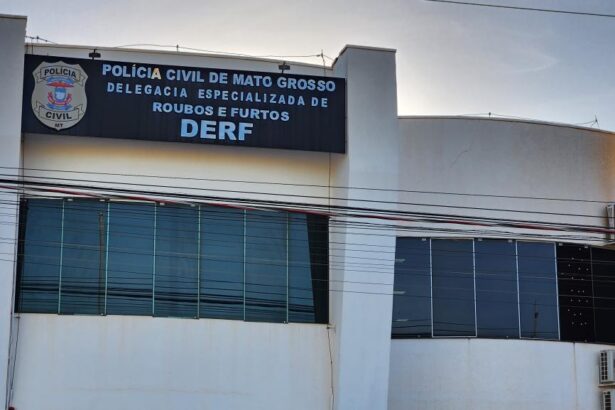 POLÍCIA CIVIL DE MATO GROSSO
DELEGACIA ESPECIALIZADA DE
ROUBOS E FURTOS
DERF
POLÍCIA
CIVIL
MT